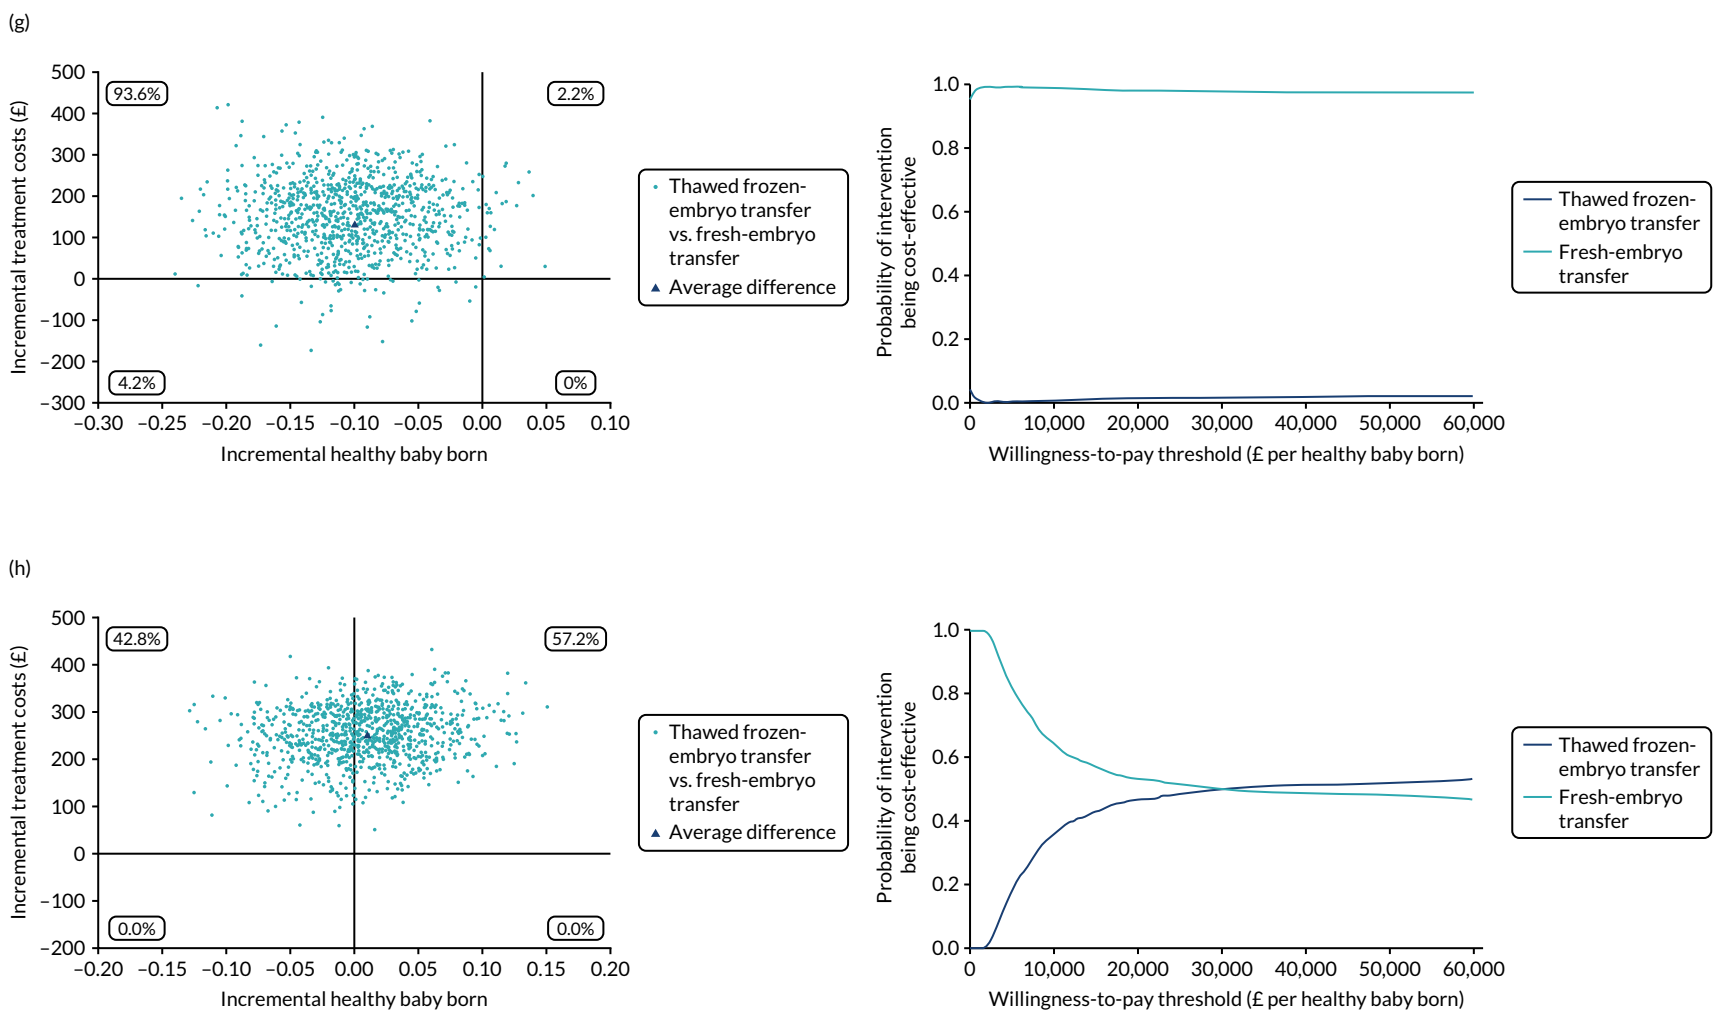 (g)
500
400
300
200
100
0
–100
–200
–300
Incremental treatment costs (£)
93.6%
2.2%
4.2%
0%
–0.30 –0.25 –0.20 –0.15 –0.10 –0.05 0.00 0.05 0.10
Incremental healthy baby born
Thawed frozen-
embryo transfer
vs. fresh-embryo
transfer
Average difference
1.0
0.8
0.6
0.4
0.2
0.0
Probability of intervention
being cost-effective
0 10,000 20,000 30,000 40,000 50,000 60,000
Willingness-to-pay threshold (£ per healthy baby born)
Thawed frozen-
embryo transfer
Fresh-embryo
transfer
(h)
500
400
300
200
100
0
–100
–200
Incremental treatment costs (£)
42.8%
57.2%
0.0%
0.0%
–0.20 –0.15 –0.10 –0.05 0.00 0.05 0.10 0.15 0.20
Incremental healthy baby born
Thawed frozen-
embryo transfer
vs. fresh-embryo
transfer
Average difference
1.0
0.8
0.6
0.4
0.2
0.0
Probability of intervention
being cost-effective
0 10,000 20,000 30,000 40,000 50,000 60,000
Willingness-to-pay threshold (£ per healthy baby born)
Thawed frozen-
embryo transfer
Fresh-embryo
transfer